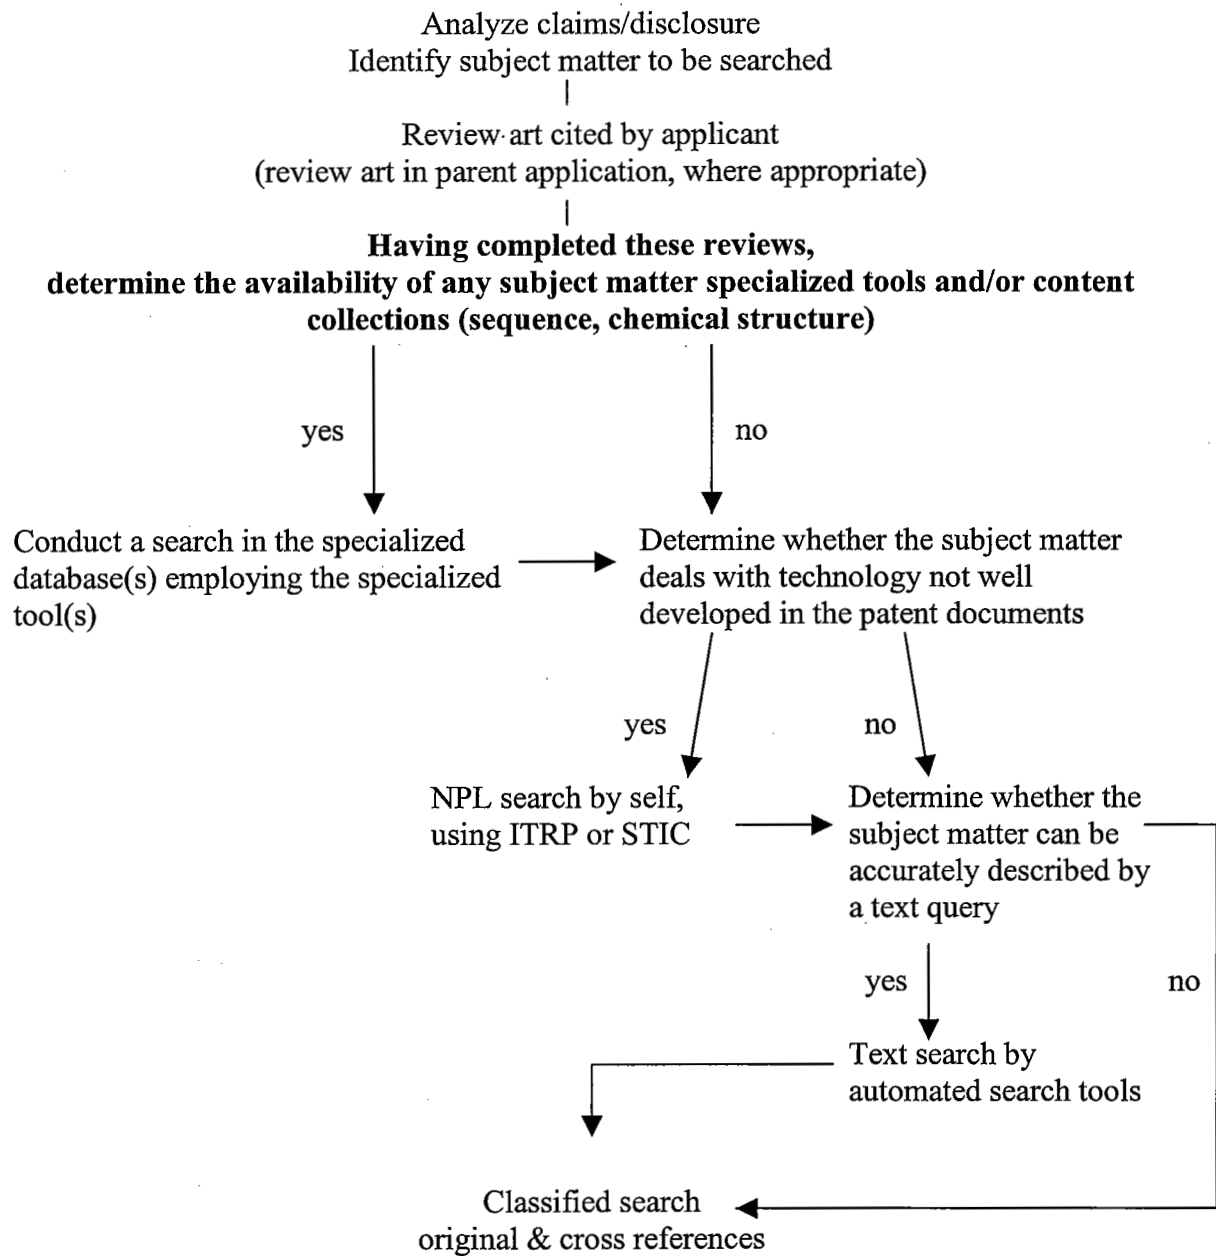 Analyze claims/disclosure
Identify subject matter to be searched
Review art cited by applicant
(review art in parent application, where appropriate)
Having completed these reviews,
determine the availability of any subject matter specialized tools and/or content
collections (sequence, chemical structure)
yes
no
Conduct a search in the specialized
database(s) employing the specialized
tool(s)
Determine whether the subject matter
deals with technology not well
developed in the patent documents
yes
no
NPL search by self,
using ITRP or STIC
Determine whether the
subject matter can be
accurately described by
a text query
yes
no
Text search by
automated search tools
Classified search
original & cross references